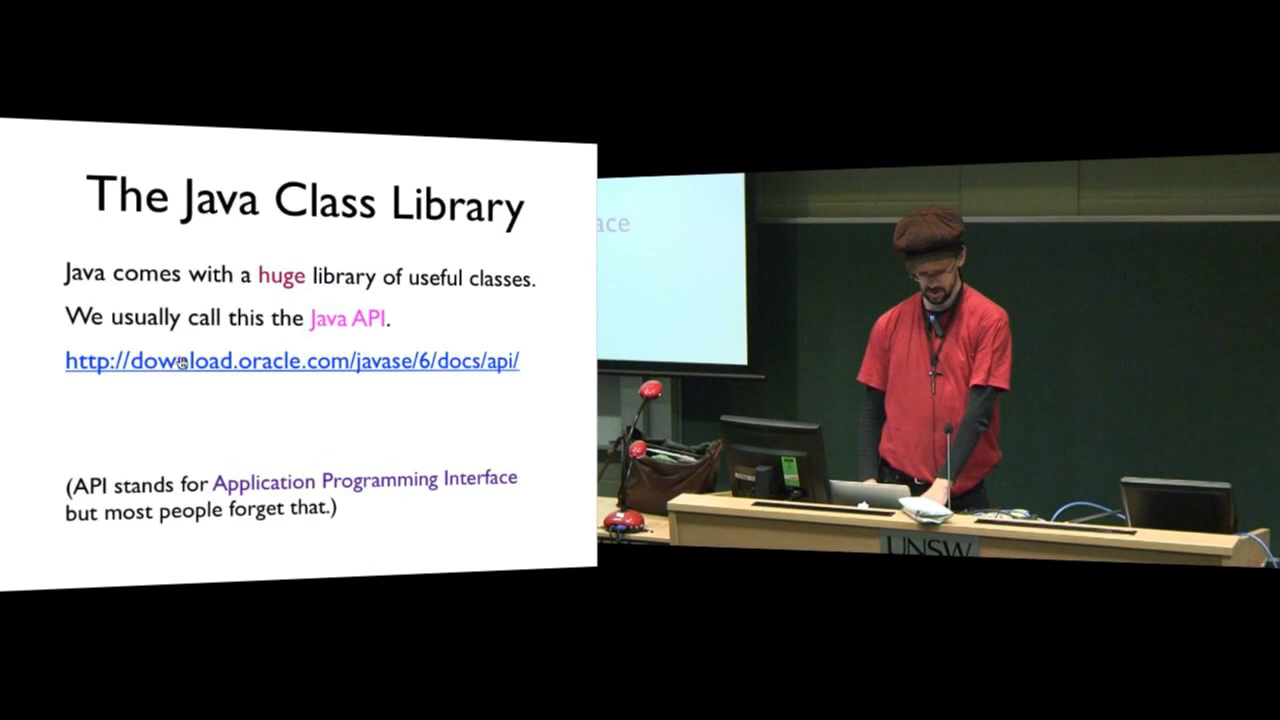 The Java Class Library
Java comes with a huge library of useful classes.
We usually call this the Java API.
http://download.oracle.com/javase/6/docs/api/
(API stands for Application Programming Interface
but most people forget that.)
ace
UNSW